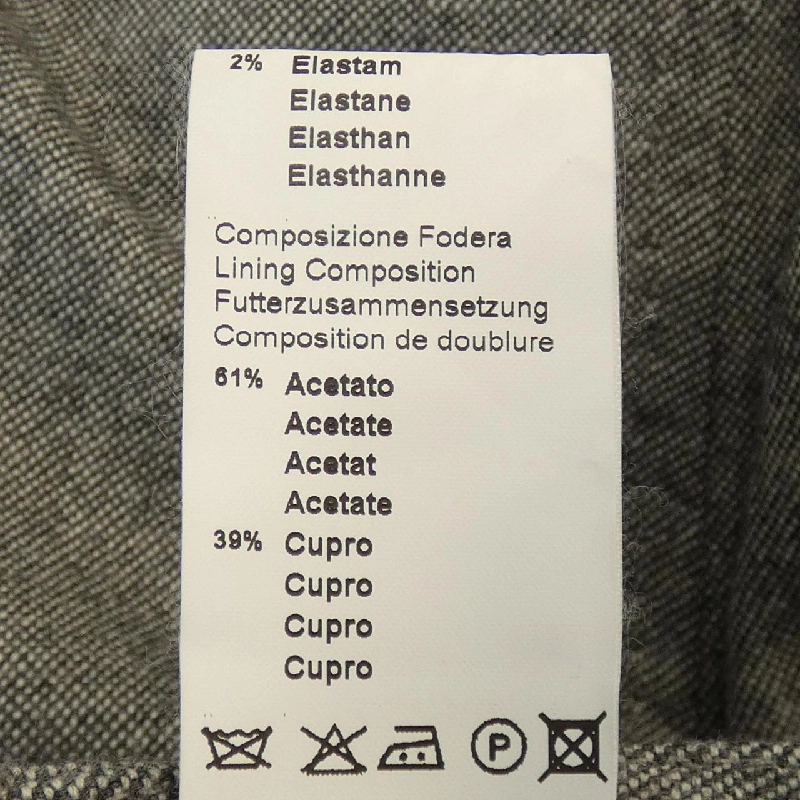 2% Elastam
Elastane
Elasthan
Elasthanne
Composizione Fodera
Lining Composition
Futterzusammensetzung
Composition de doublure
61% Acetato
Acetate
Acetat
Acetate
39% Cupro
Cupro
Cupro
Cupro
P